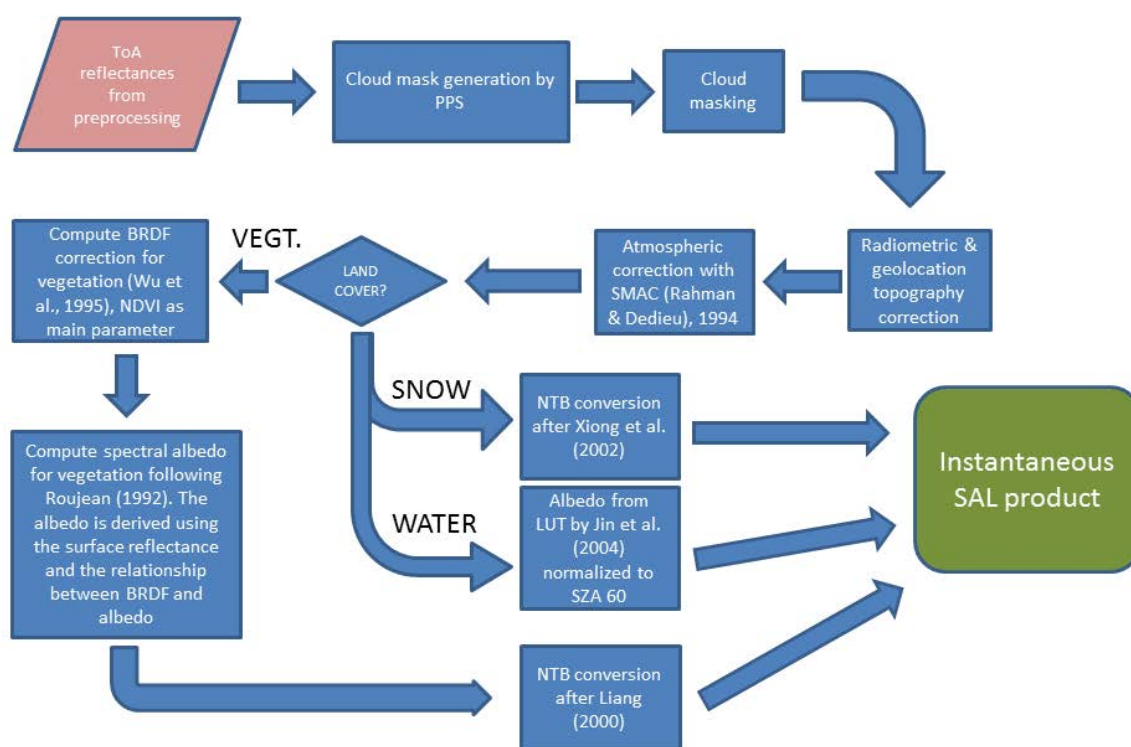 ToA
reflectances
from
preprocessing
Cloud mask generation by
PPS
Cloud
masking
Radiometric &
geolocation
topography
correction
Atmospheric
correction with
SMAC (Rahman
& Dedieu), 1994
LAND
COVER?
VEGT.
Compute BRDF
correction for
vegetation (Wu
et al., 1995), NDVI as
main parameter
Compute spectral albedo
for vegetation following
Roujean (1992). The
albedo is derived using
the surface reflectance
and the relationship
between BRDF and
albedo
SNOW
NTB conversion
after Xiong et al.
(2002)
WATER
Albedo from
LUT by Jin et al.
(2004)
normalized to
SZA 60
NTB conversion
after Liang
(2000)
Instantaneous
SAL product